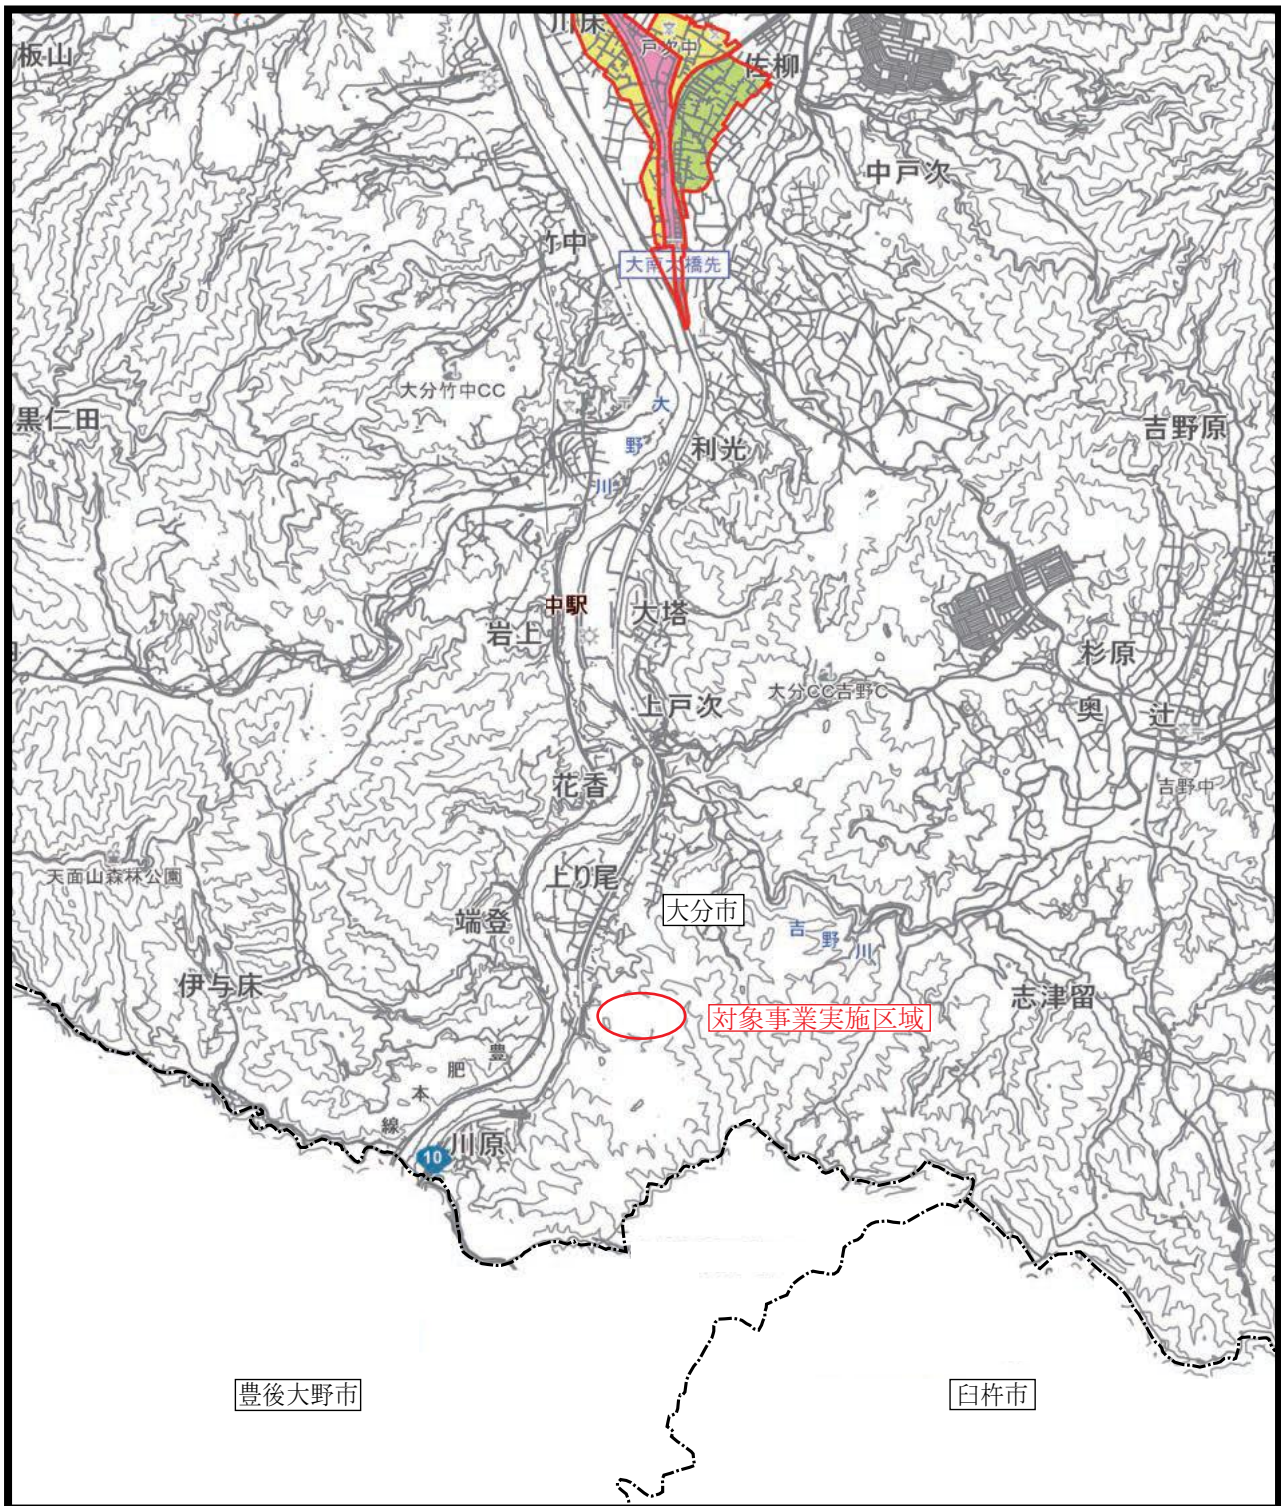 川床
板山
戸次中
佐柳
中戸次
竹中
大南大橋先
大分竹中CC
大野川
黒仁田
利光
吉野原
中駅
大塔
岩上
杉原
大分CC吉野C
上戸次
奥
辻
花香
吉野中
天面山森林公園
上り尾
大分市
端登
吉野川
伊与床
志津留
対象事業実施区域
豊肥本線
川原
10
豊後大野市
臼杵市